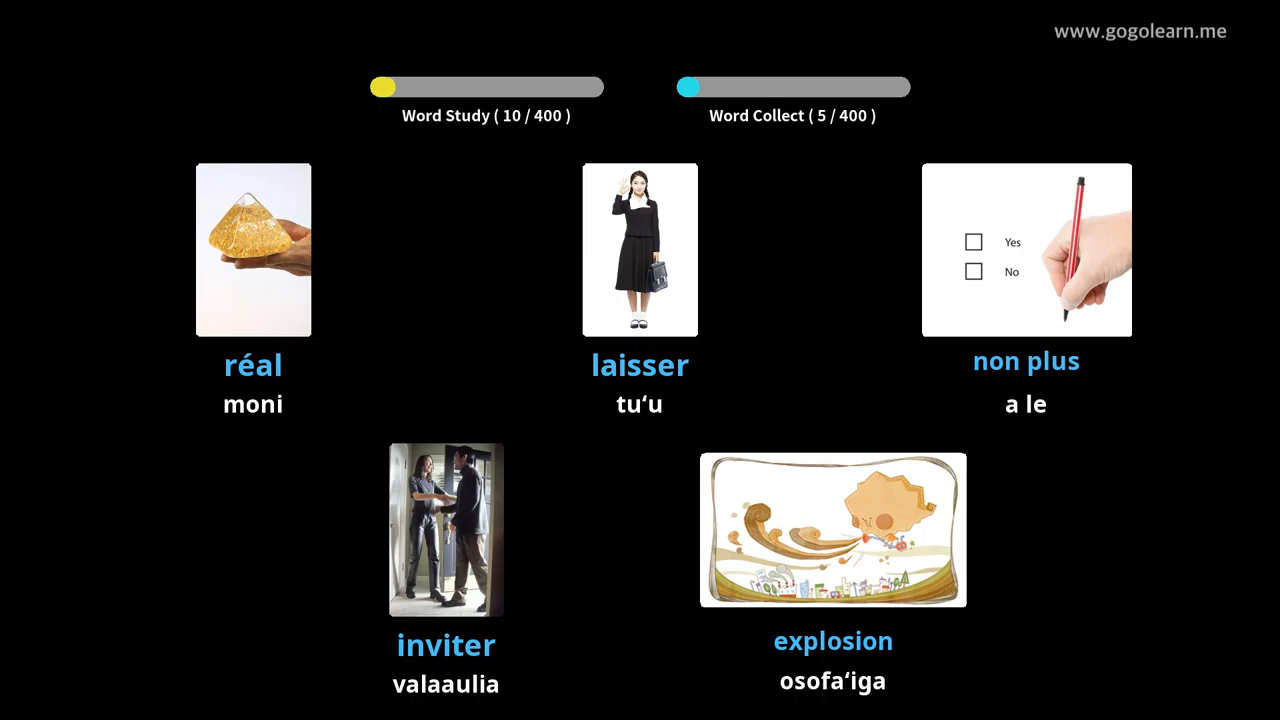 www.gogolearn.me
Word Study ( 10 / 400 )
Word Collect ( 5 / 400 )
Yes
No
réal
moni
laisser
tu‘u
non plus
a le
inviter
valaaulia
explosion
osofa‘iga